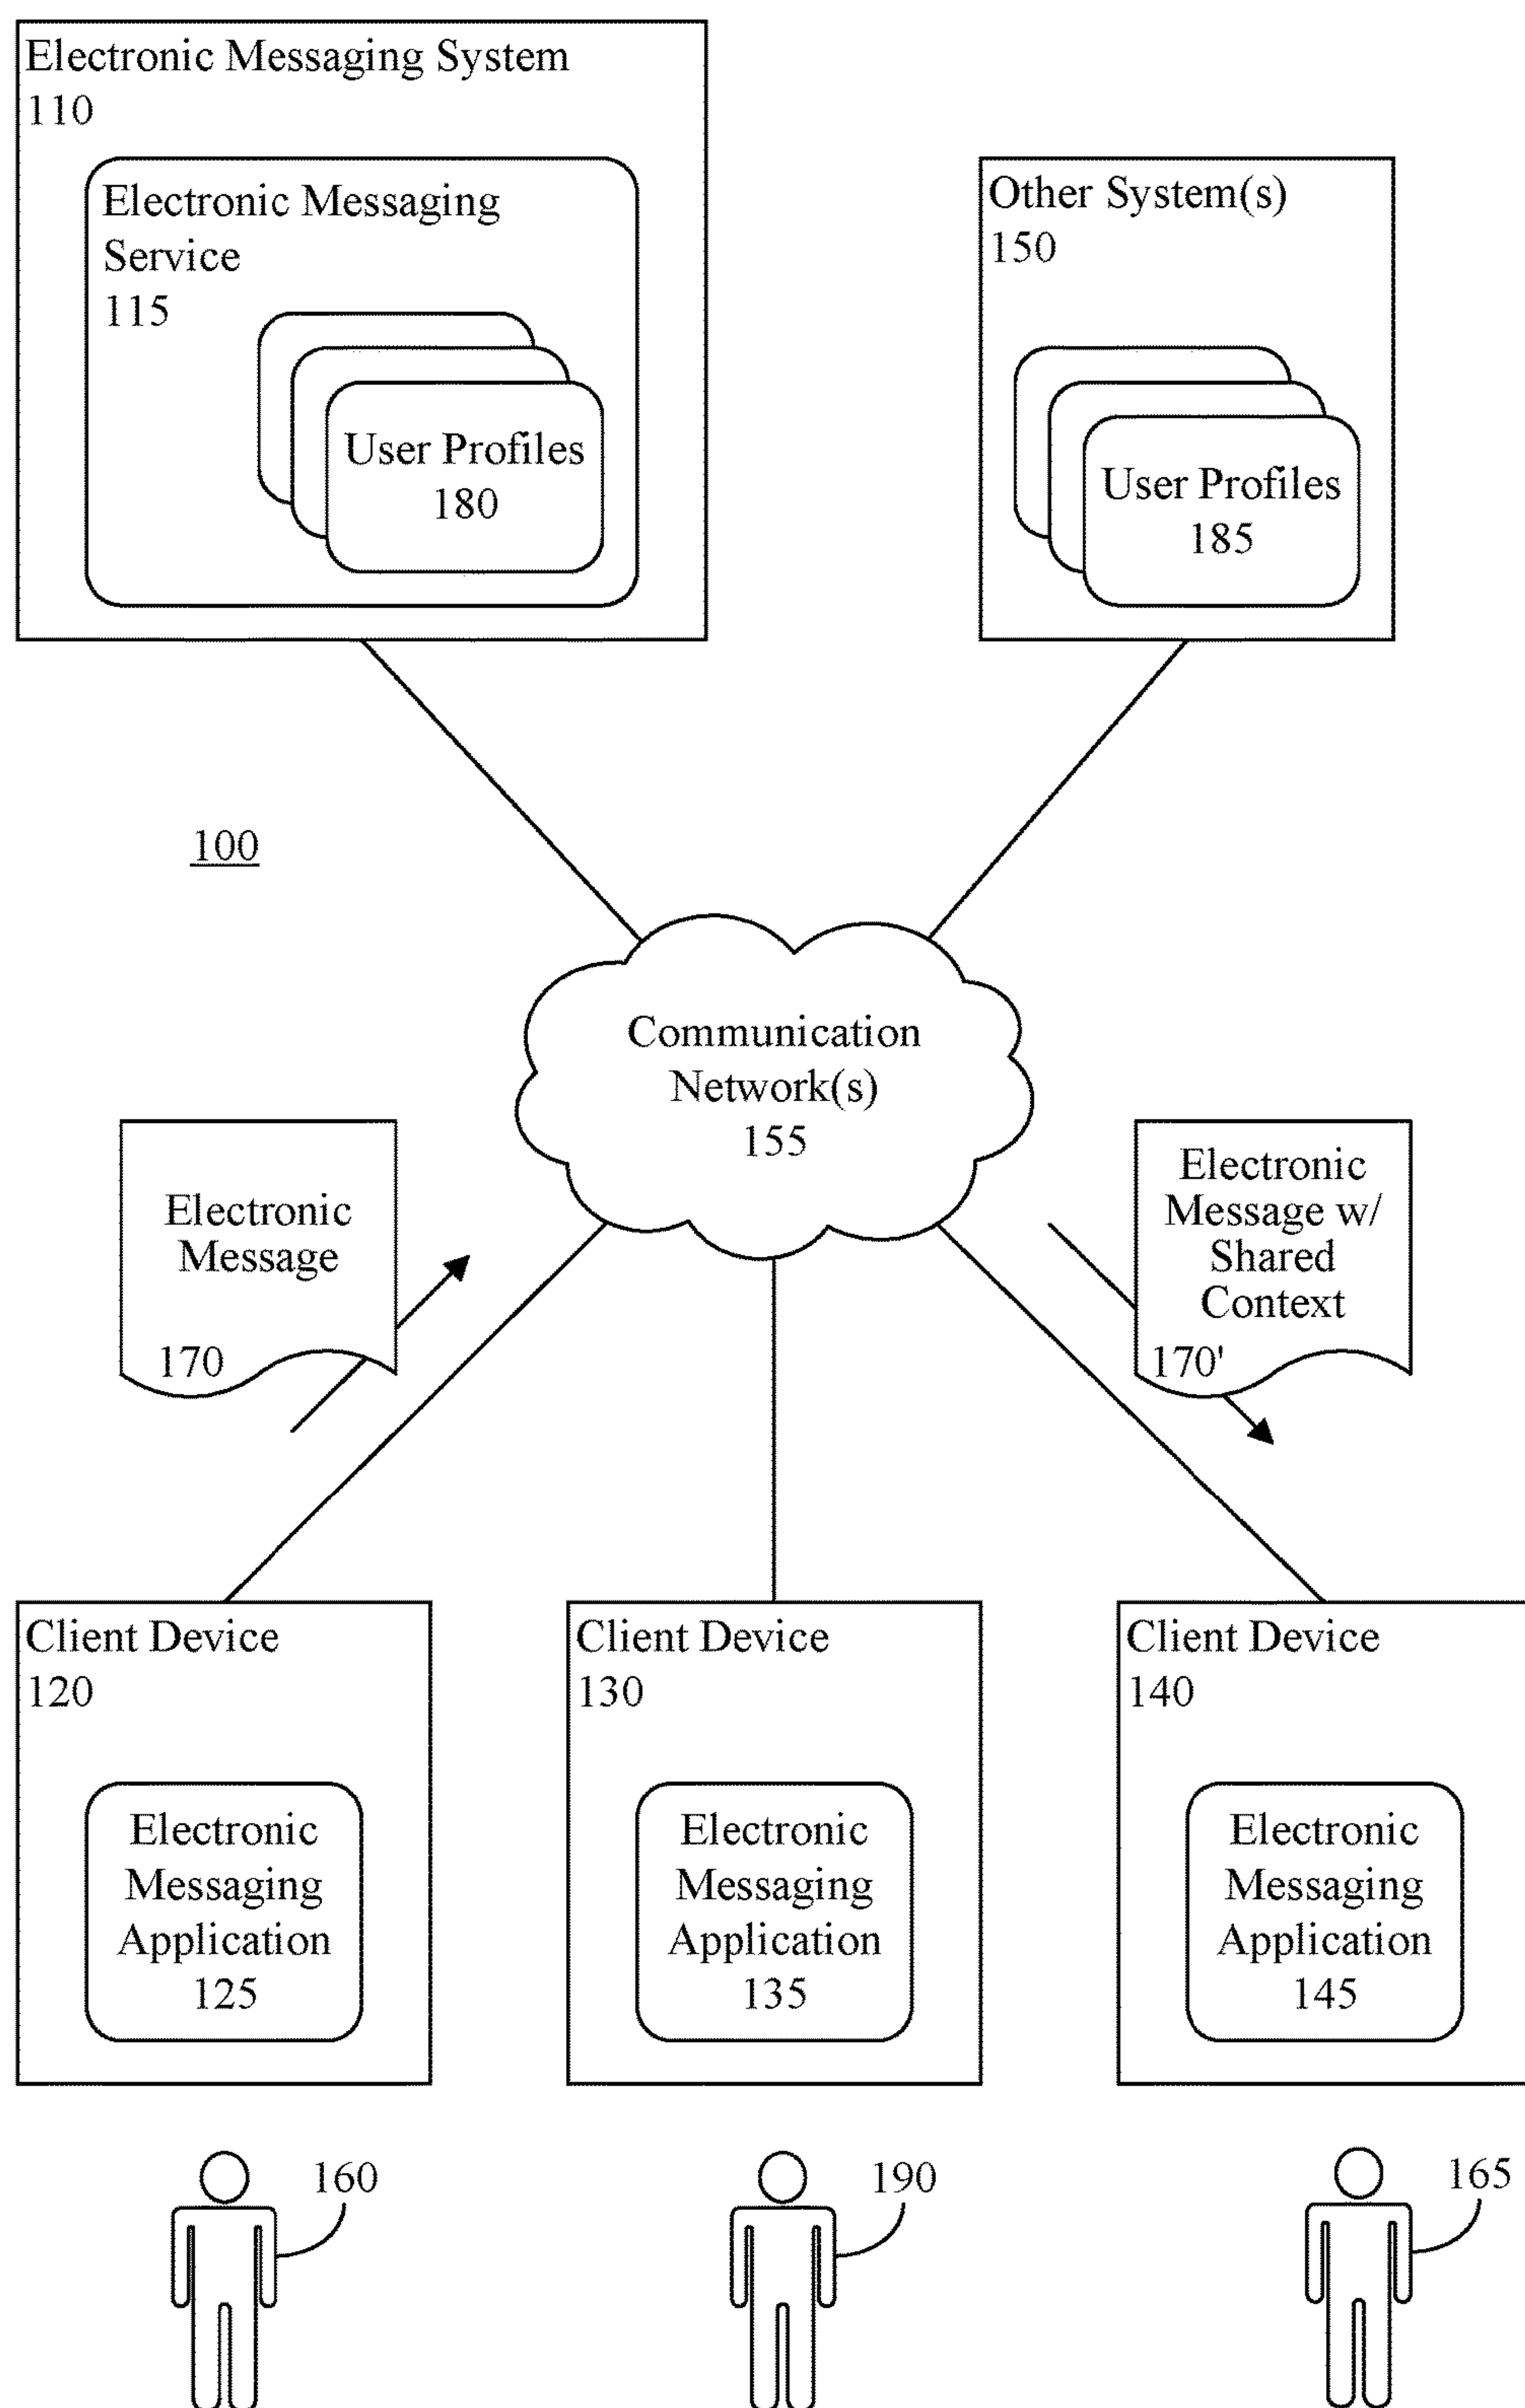 Electronic Messaging System
110
Electronic Messaging
Service
115
User Profiles
180
Other System(s)
150
User Profiles
185
100
Communication
Network(s)
155
Electronic
Message
170
Electronic
Message w/
Shared
Context
170'
Client Device
120
Electronic
Messaging
Application
125
Client Device
130
Electronic
Messaging
Application
135
Client Device
140
Electronic
Messaging
Application
145
160
190
165